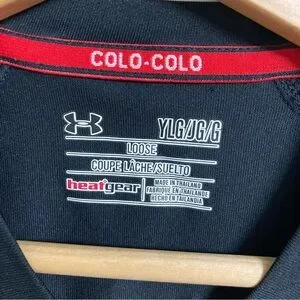 COLO-COLO
YLG/JG/G
LOOSE
COUPE LÂCHE/SUELTO
heatgear
MADE IN THAILAND
FABRIQUÉ EN THAÏLANDE
HECHO EN TAILANDIA